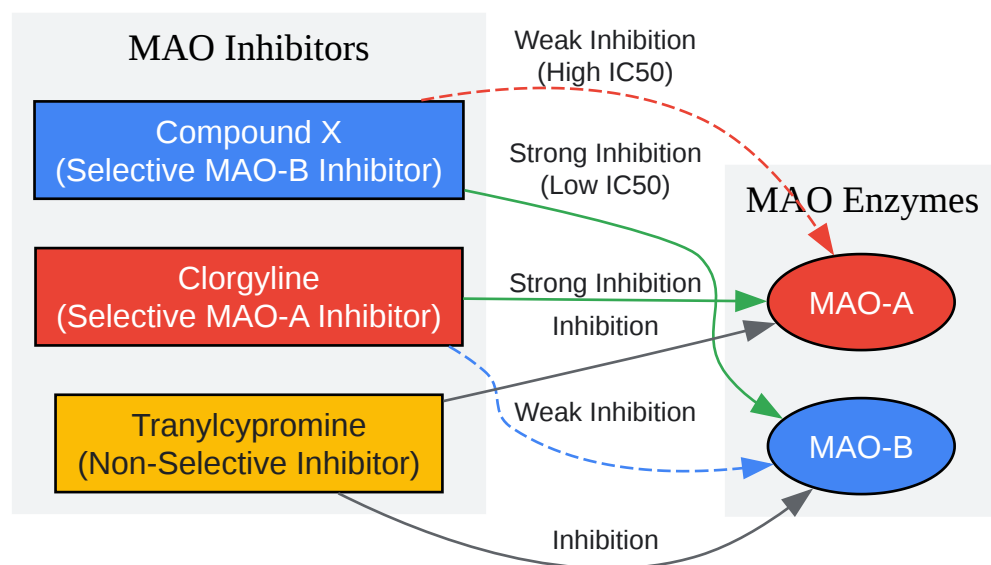 MAO Inhibitors
Compound X
(Selective MAO-B Inhibitor)
Clorgyline
(Selective MAO-A Inhibitor)
Tranylcypromine
(Non-Selective Inhibitor)
Weak Inhibition
(High IC50)
Strong Inhibition
(Low IC50)
Strong Inhibition
Inhibition
Weak Inhibition
Inhibition
MAO Enzymes
MAO-A
MAO-B